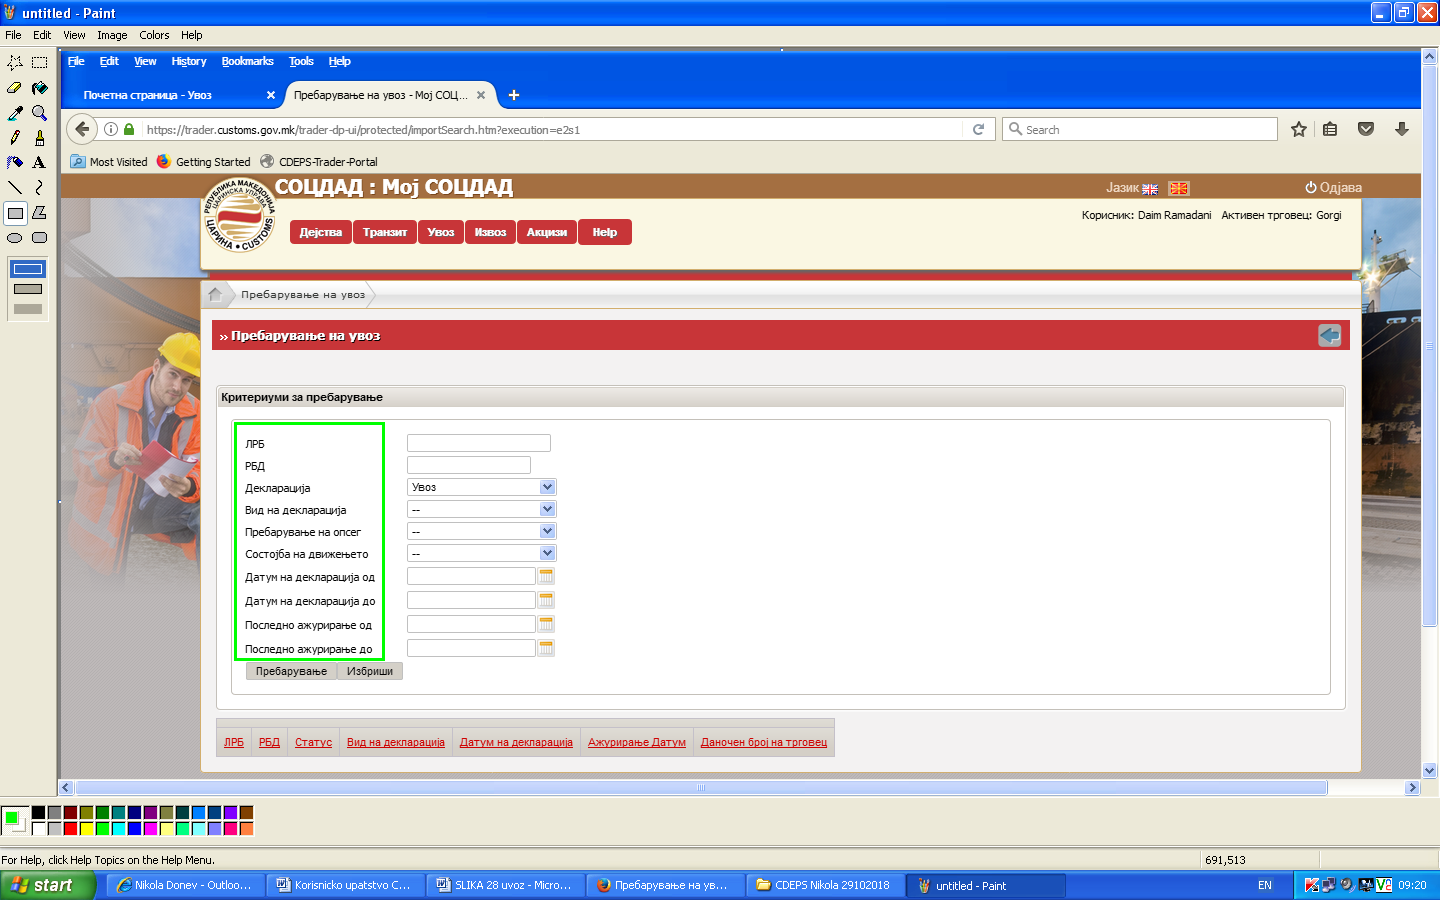 untitled - Paint
File Edit View Image Colors Help
File Edit View History Bookmarks Tools Help
Почетна страница - Увоз
Пребарување на увоз - Мој СОЦ...
https://trader.customs.gov.mk/trader-dp-ui/protected/importSearch.htm?execution=e2s1
Search
Most Visited Getting Started CDEPS-Trader-Portal
СОЦДАД : Мој СОЦДАД
Јазик
Одјава
РЕПУБЛИКА МАКЕДОНИЈА
ЦАРИНСКА УПРАВА
ЦАРИНА • CUSTOMS
Корисник: Daim Ramadani Активен трговец: Gorgi
Дејства Транзит Увоз Извоз Акцизи Help
Пребарување на увоз
›› Пребарување на увоз
Критериуми за пребарување
ЛРБ
РБД
Декларација Увоз
Вид на декларација --
Пребарување на опсег --
Состојба на движењето --
Датум на декларација од
Датум на декларација до
Последно ажурирање од
Последно ажурирање до
Пребарување Избриши
ЛРБ РБД Статус Вид на декларација Датум на декларација Ажурирање Датум Даночен број на трговец
For Help, click Help Topics on the Help Menu.
691,513
start
Nikola Donev - Outloo...
Korisnicko upatstvo C...
SLIKA 28 uvoz - Micro...
Пребарување на ув...
CDEPS Nikola 29102018
untitled - Paint
EN
09:20